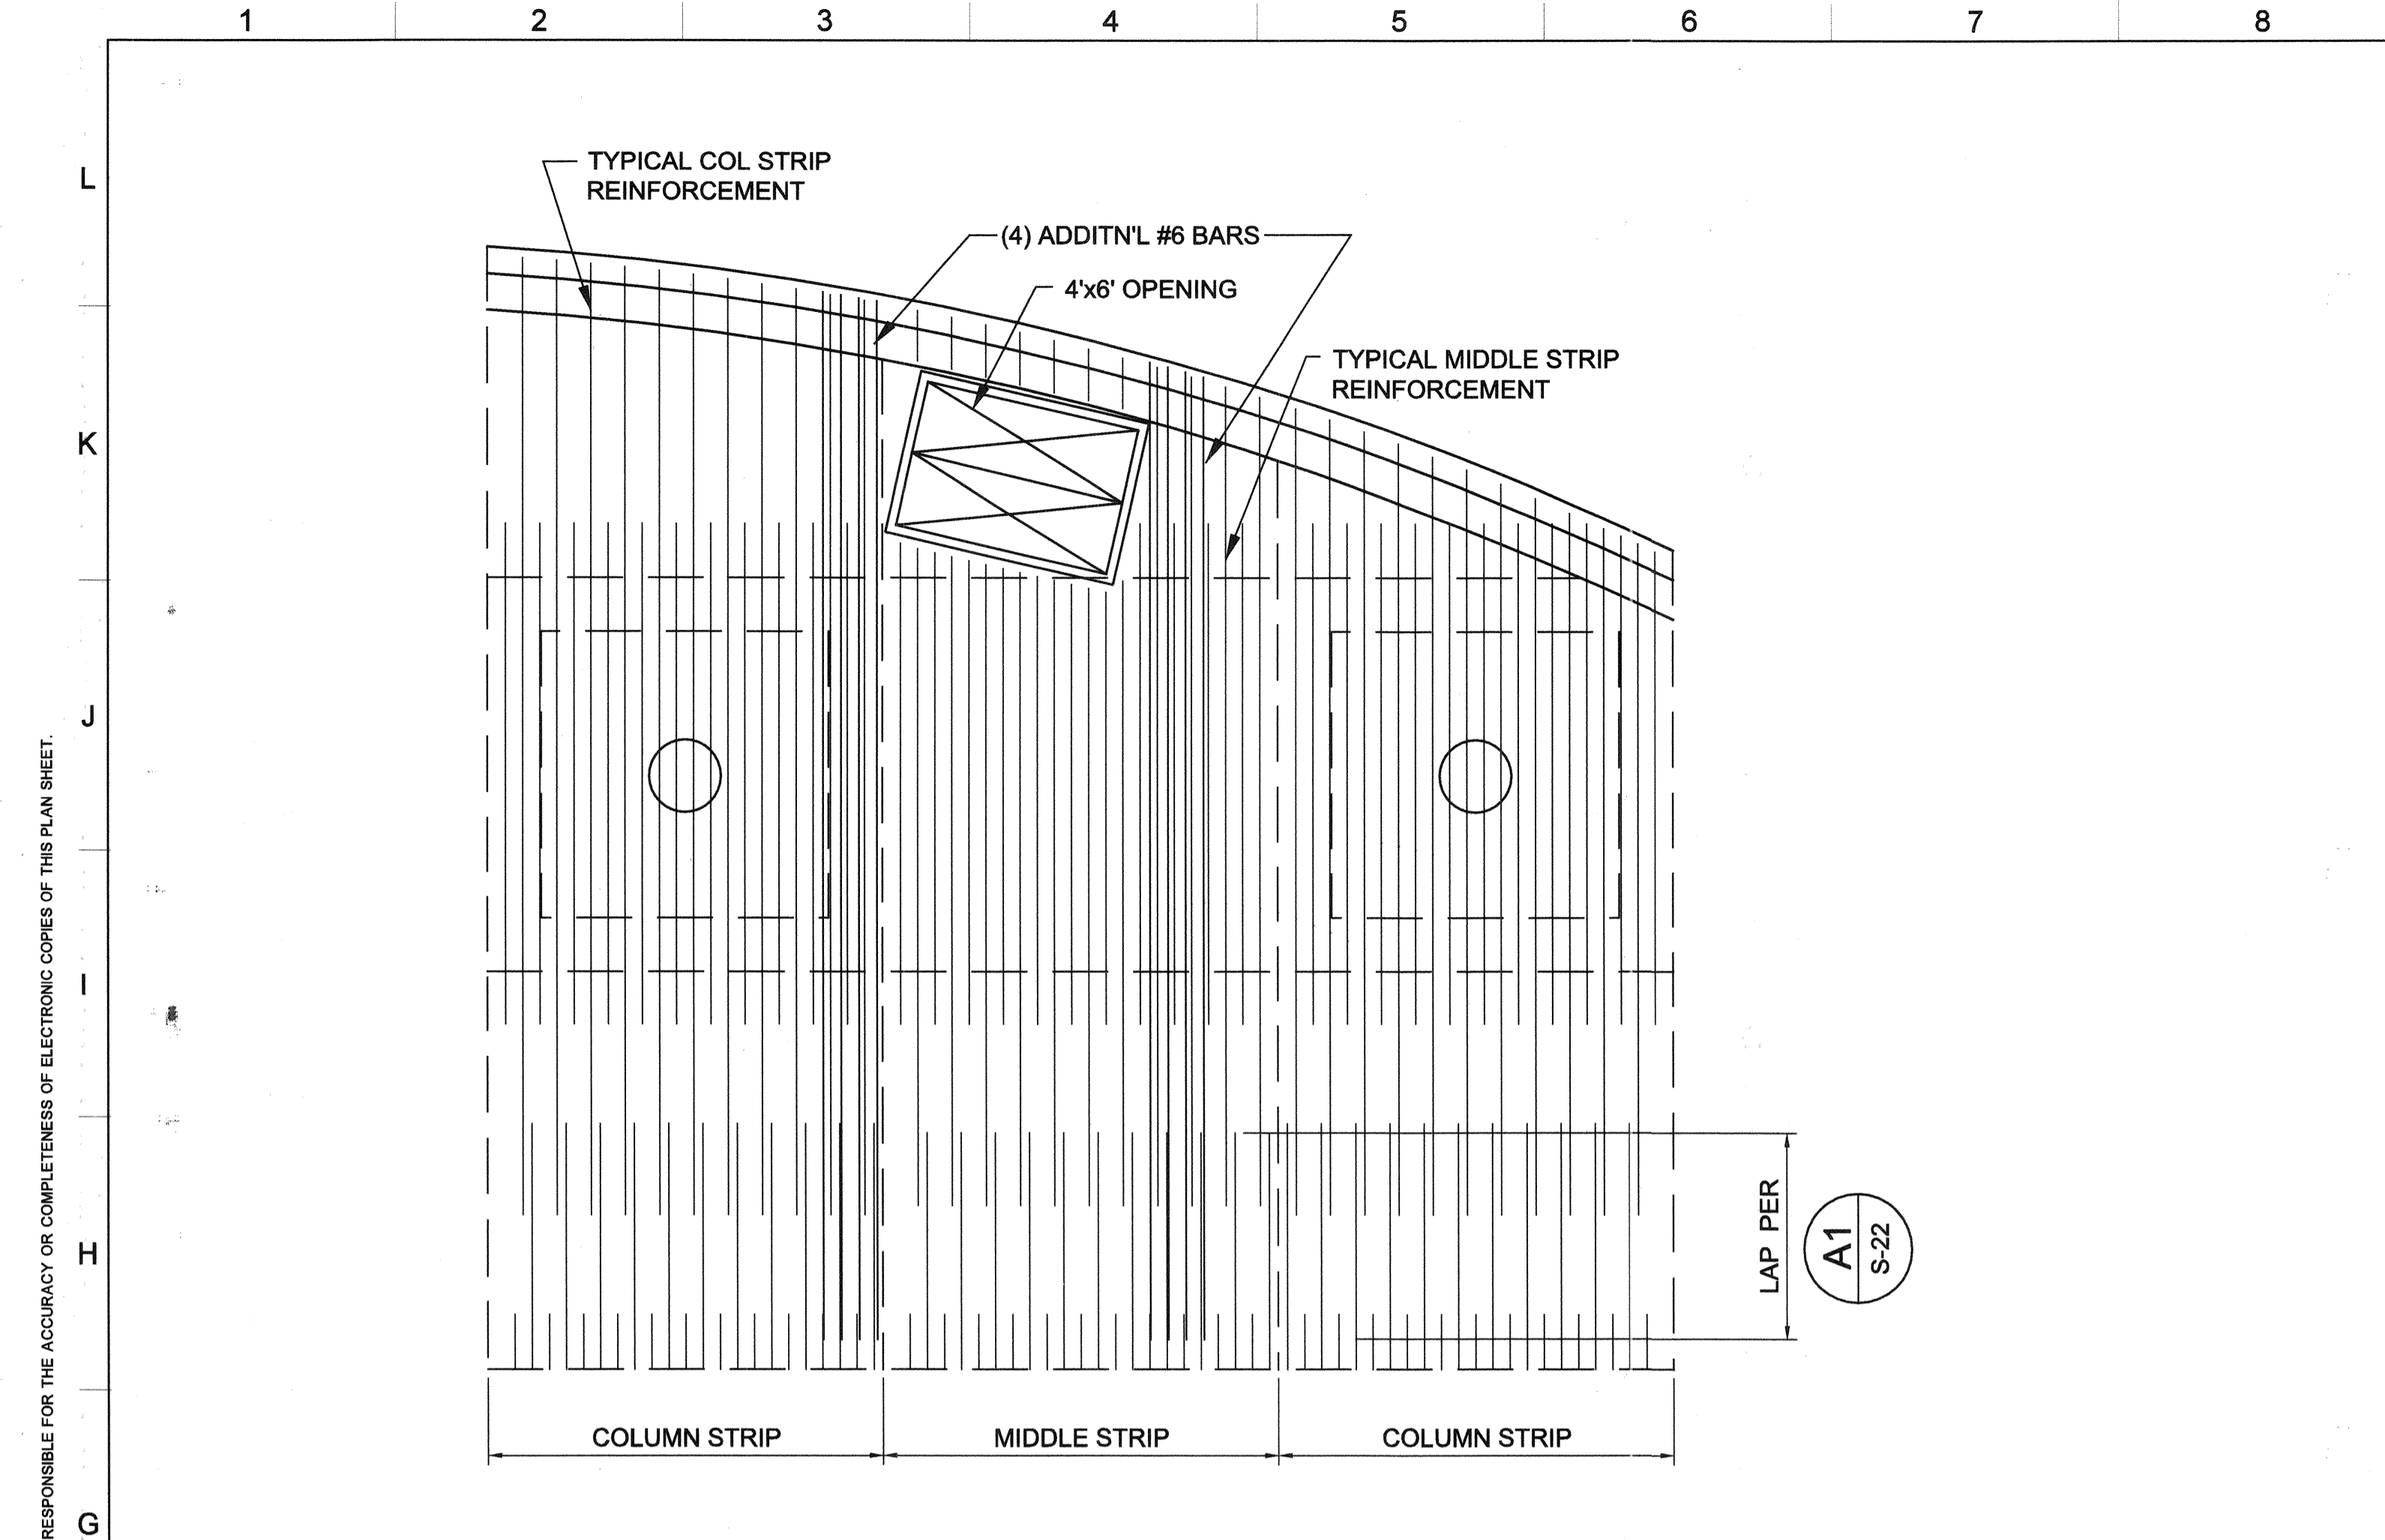 1 2 3 4 5 6 7 8
L
K
J
I
H
G
TYPICAL COL STRIP
REINFORCEMENT
(4) ADDITN'L #6 BARS
4'x6' OPENING
TYPICAL MIDDLE STRIP
REINFORCEMENT
LAP PER
A1
S-22
COLUMN STRIP
MIDDLE STRIP
COLUMN STRIP
RESPONSIBLE FOR THE ACCURACY OR COMPLETENESS OF ELECTRONIC COPIES OF THIS PLAN SHEET.